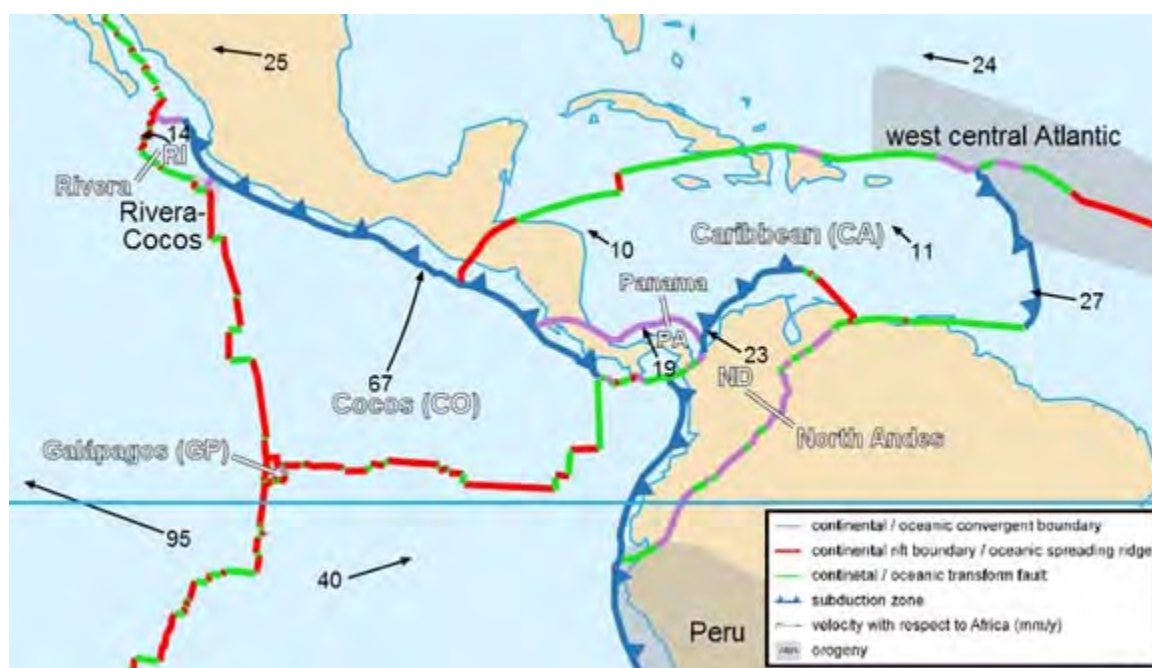 25
24
west central Atlantic
14
RI
Rivera
Rivera-
Cocos
10
Caribbean (CA)
11
Panama
27
PA
23
19
67
ND
Cocos (CO)
North Andes
Galápagos (GP)
95
40
Peru
continental / oceanic convergent boundary
continental rift boundary / oceanic spreading ridge
continetal / oceanic transform fault
subduction zone
velocity with respect to Africa (mm/y)
orogeny